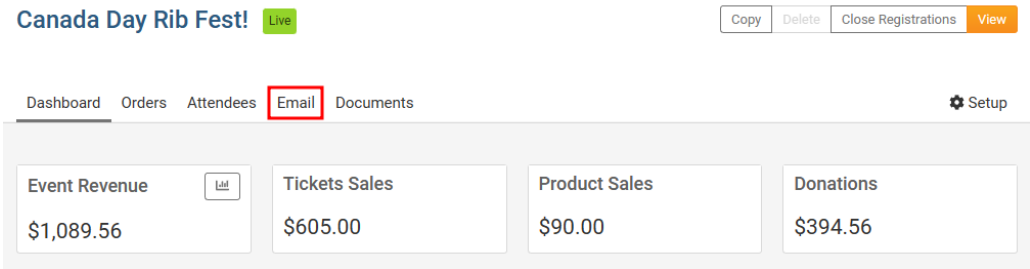 Canada Day Rib Fest! Live
Copy Delete Close Registrations View
Dashboard Orders Attendees Email Documents Setup
Event Revenue Tickets Sales Product Sales Donations
$1,089.56 $605.00 $90.00 $394.56